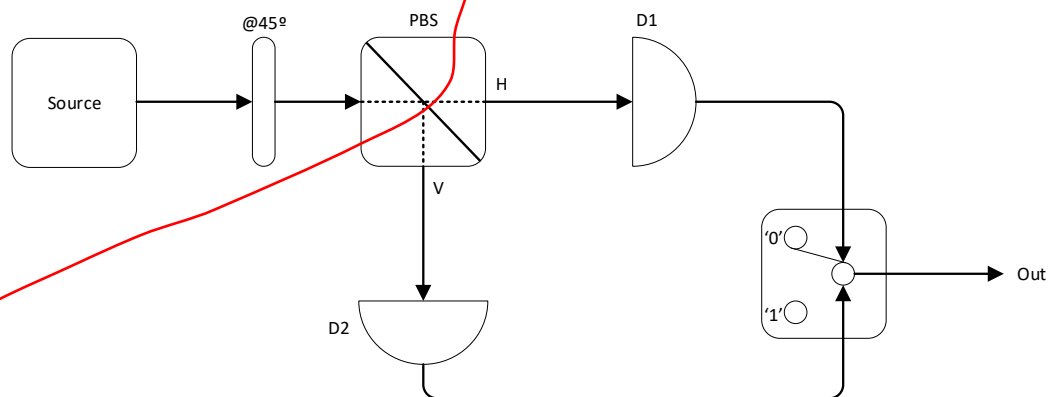 @45º
PBS
D1
Source
H
V
'0'
Out
'1'
D2